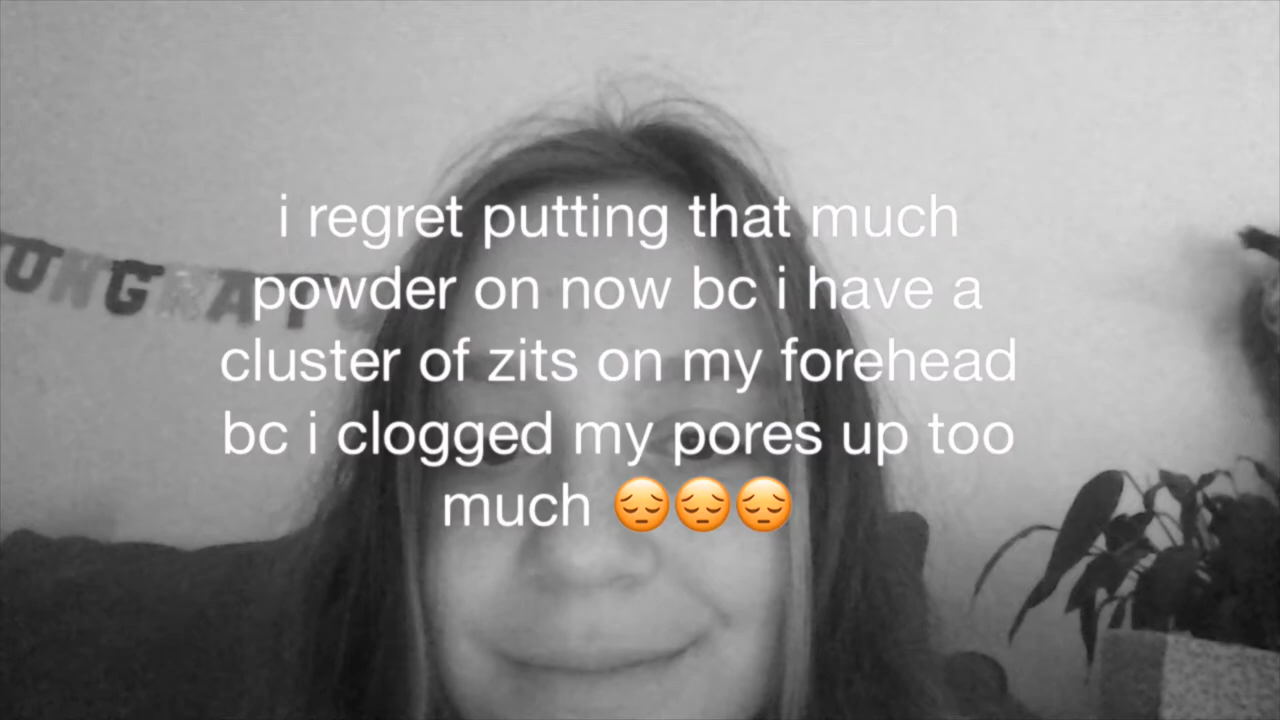 i regret putting that much
powder on now bc i have a
cluster of zits on my forehead
bc i clogged my pores up too
much 😔😔😔
ONGRATS